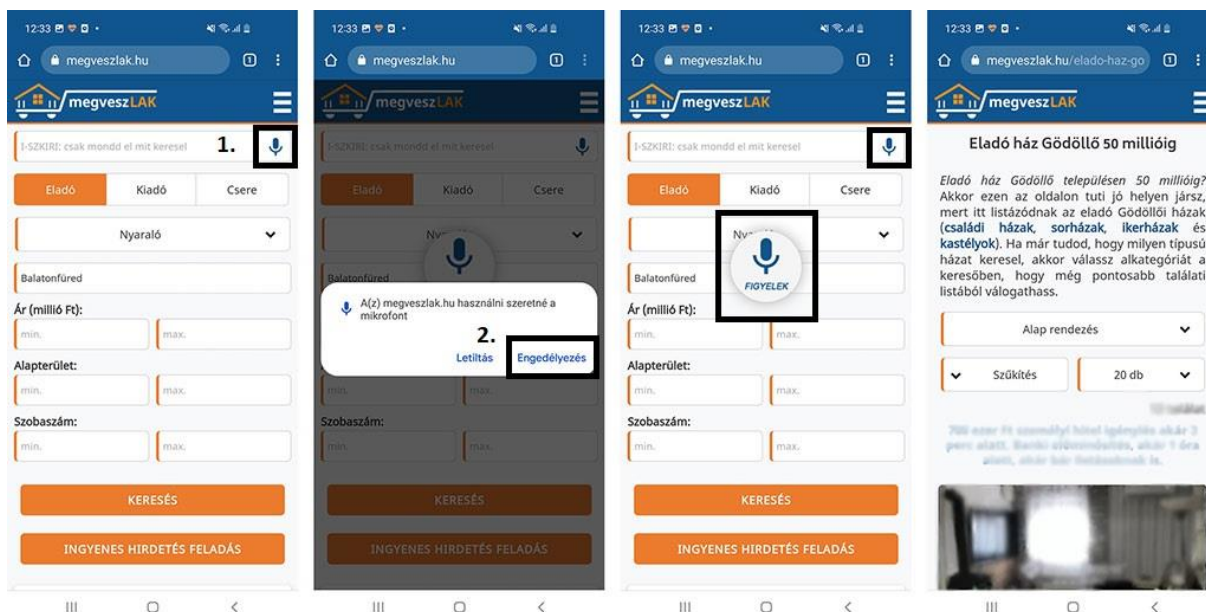 12:33
megveszlak.hu
1
megveszLAK
I-SZKIRI: csak mondd el mit keresel
1.
Eladó
Kiadó
Csere
Nyaraló
Balatonfüred
Ár (millió Ft):
min.
max.
Alapterület:
min.
max.
Szobaszám:
min.
max.
KERESÉS
INGYENES HIRDETÉS FELADÁS
12:33
megveszlak.hu
1
megveszLAK
I-SZKIRI: csak mondd el mit keresel
Eladó
Kiadó
Csere
Balatonfüred
A(z) megveszlak.hu használni szeretné a
mikrofont
2.
Letiltás
Engedélyezés
min.
max.
Szobaszám:
min.
max.
KERESÉS
INGYENES HIRDETÉS FELADÁS
12:33
megveszlak.hu
1
megveszLAK
I-SZKIRI: csak mondd el mit keresel
Eladó
Kiadó
Csere
FIGYELEK
Balatonfüred
Ár (millió Ft):
min.
max.
Alapterület:
min.
max.
Szobaszám:
min.
max.
KERESÉS
INGYENES HIRDETÉS FELADÁS
12:33
megveszlak.hu/elado-haz-go
1
megveszLAK
Eladó ház Gödöllő 50 millióig
Eladó ház Gödöllő településen 50 millióig?
Akkor ezen az oldalon tuti jó helyen jársz,
mert itt listázódnak az eladó Gödöllői házak
(családi házak, sorházak, ikerházak és
kastélyok). Ha már tudod, hogy milyen típusú
házat keresel, akkor válassz alkategóriát a
keresőben, hogy még pontosabb találati
listából válogathass.
Alap rendezés
Szűkítés
20 db